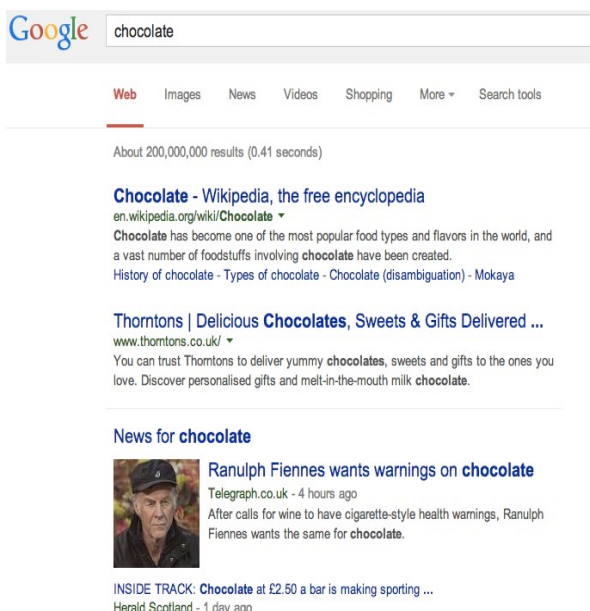 Google chocolate
Web Images News Videos Shopping More Search tools
About 200,000,000 results (0.41 seconds)
Chocolate - Wikipedia, the free encyclopedia
en.wikipedia.org/wiki/Chocolate
Chocolate has become one of the most popular food types and flavors in the world, and
a vast number of foodstuffs involving chocolate have been created.
History of chocolate - Types of chocolate - Chocolate (disambiguation) - Mokaya
Thorntons | Delicious Chocolates, Sweets & Gifts Delivered ...
www.thorntons.co.uk/
You can trust Thorntons to deliver yummy chocolates, sweets and gifts to the ones you
love. Discover personalised gifts and melt-in-the-mouth milk chocolate.
News for chocolate
Ranulph Fiennes wants warnings on chocolate
Telegraph.co.uk - 4 hours ago
After calls for wine to have cigarette-style health warnings, Ranulph
Fiennes wants the same for chocolate.
INSIDE TRACK: Chocolate at £2.50 a bar is making sporting ...
Herald Scotland - 1 day ago